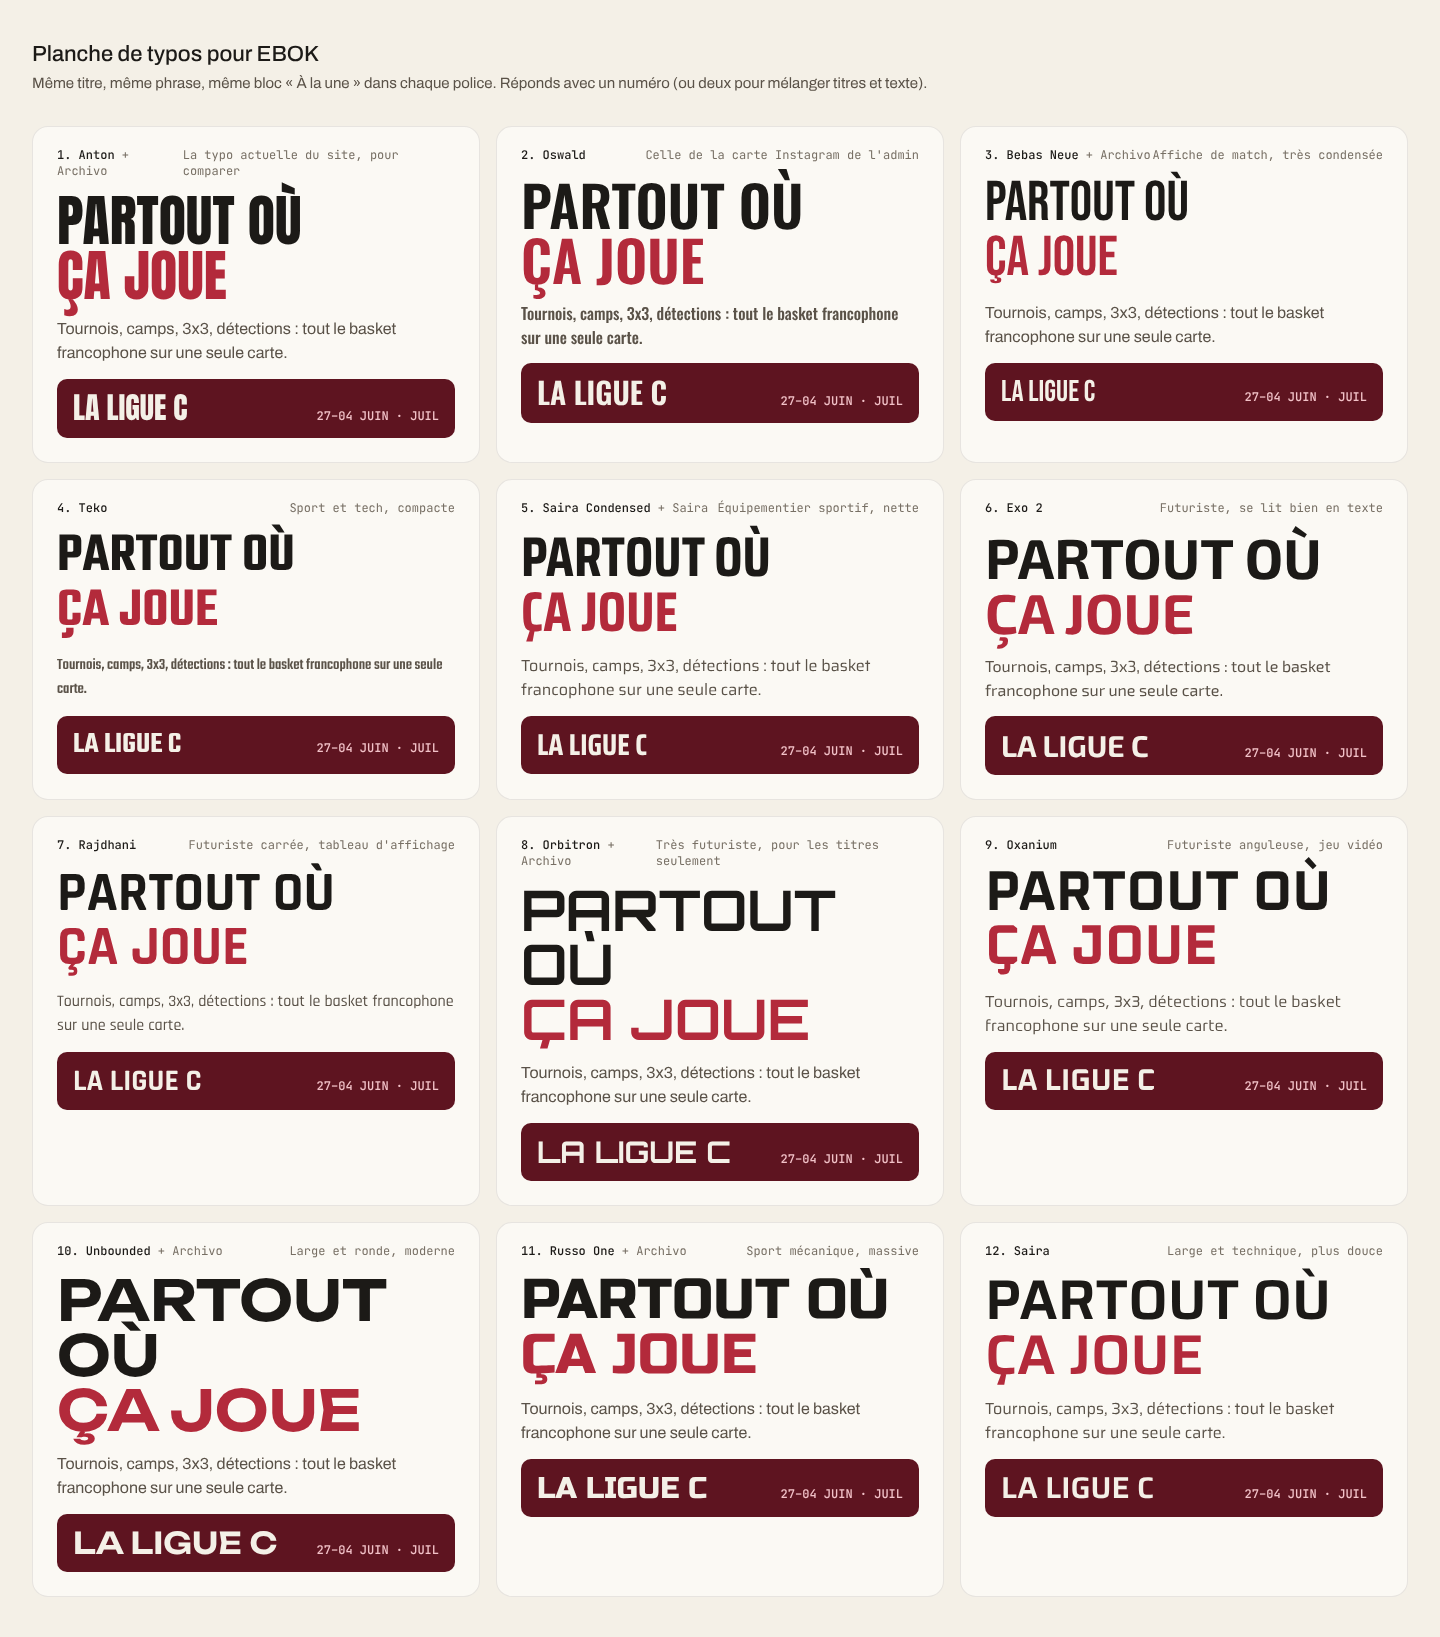 Planche de typos pour EBOK
Même titre, même phrase, même bloc « À la une » dans chaque police. Réponds avec un numéro (ou deux pour mélanger titres et texte).
1. Anton +
Archivo
La typo actuelle du site, pour
comparer
PARTOUT OÙ
ÇA JOUE
Tournois, camps, 3x3, détections : tout le basket
francophone sur une seule carte.
LA LIGUE C
27–04 JUIN · JUIL
2. Oswald
Celle de la carte Instagram de l'admin
PARTOUT OÙ
ÇA JOUE
Tournois, camps, 3x3, détections : tout le basket francophone
sur une seule carte.
LA LIGUE C
27–04 JUIN · JUIL
3. Bebas Neue + Archivo
Affiche de match, très condensée
PARTOUT OÙ
ÇA JOUE
Tournois, camps, 3x3, détections : tout le basket
francophone sur une seule carte.
LA LIGUE C
27–04 JUIN · JUIL
4. Teko
Sport et tech, compacte
PARTOUT OÙ
ÇA JOUE
Tournois, camps, 3x3, détections : tout le basket francophone sur une seule
carte.
LA LIGUE C
27–04 JUIN · JUIL
5. Saira Condensed + Saira
Équipementier sportif, nette
PARTOUT OÙ
ÇA JOUE
Tournois, camps, 3x3, détections : tout le basket
francophone sur une seule carte.
LA LIGUE C
27–04 JUIN · JUIL
6. Exo 2
Futuriste, se lit bien en texte
PARTOUT OÙ
ÇA JOUE
Tournois, camps, 3x3, détections : tout le basket
francophone sur une seule carte.
LA LIGUE C
27–04 JUIN · JUIL
7. Rajdhani
Futuriste carrée, tableau d'affichage
PARTOUT OÙ
ÇA JOUE
Tournois, camps, 3x3, détections : tout le basket francophone
sur une seule carte.
LA LIGUE C
27–04 JUIN · JUIL
8. Orbitron +
Archivo
Très futuriste, pour les titres
seulement
PARTOUT
OÙ
ÇA JOUE
Tournois, camps, 3x3, détections : tout le basket
francophone sur une seule carte.
LA LIGUE C
27–04 JUIN · JUIL
9. Oxanium
Futuriste anguleuse, jeu vidéo
PARTOUT OÙ
ÇA JOUE
Tournois, camps, 3x3, détections : tout le basket
francophone sur une seule carte.
LA LIGUE C
27–04 JUIN · JUIL
10. Unbounded + Archivo
Large et ronde, moderne
PARTOUT
OÙ
ÇA JOUE
Tournois, camps, 3x3, détections : tout le basket
francophone sur une seule carte.
LA LIGUE C
27–04 JUIN · JUIL
11. Russo One + Archivo
Sport mécanique, massive
PARTOUT OÙ
ÇA JOUE
Tournois, camps, 3x3, détections : tout le basket
francophone sur une seule carte.
LA LIGUE C
27–04 JUIN · JUIL
12. Saira
Large et technique, plus douce
PARTOUT OÙ
ÇA JOUE
Tournois, camps, 3x3, détections : tout le basket
francophone sur une seule carte.
LA LIGUE C
27–04 JUIN · JUIL